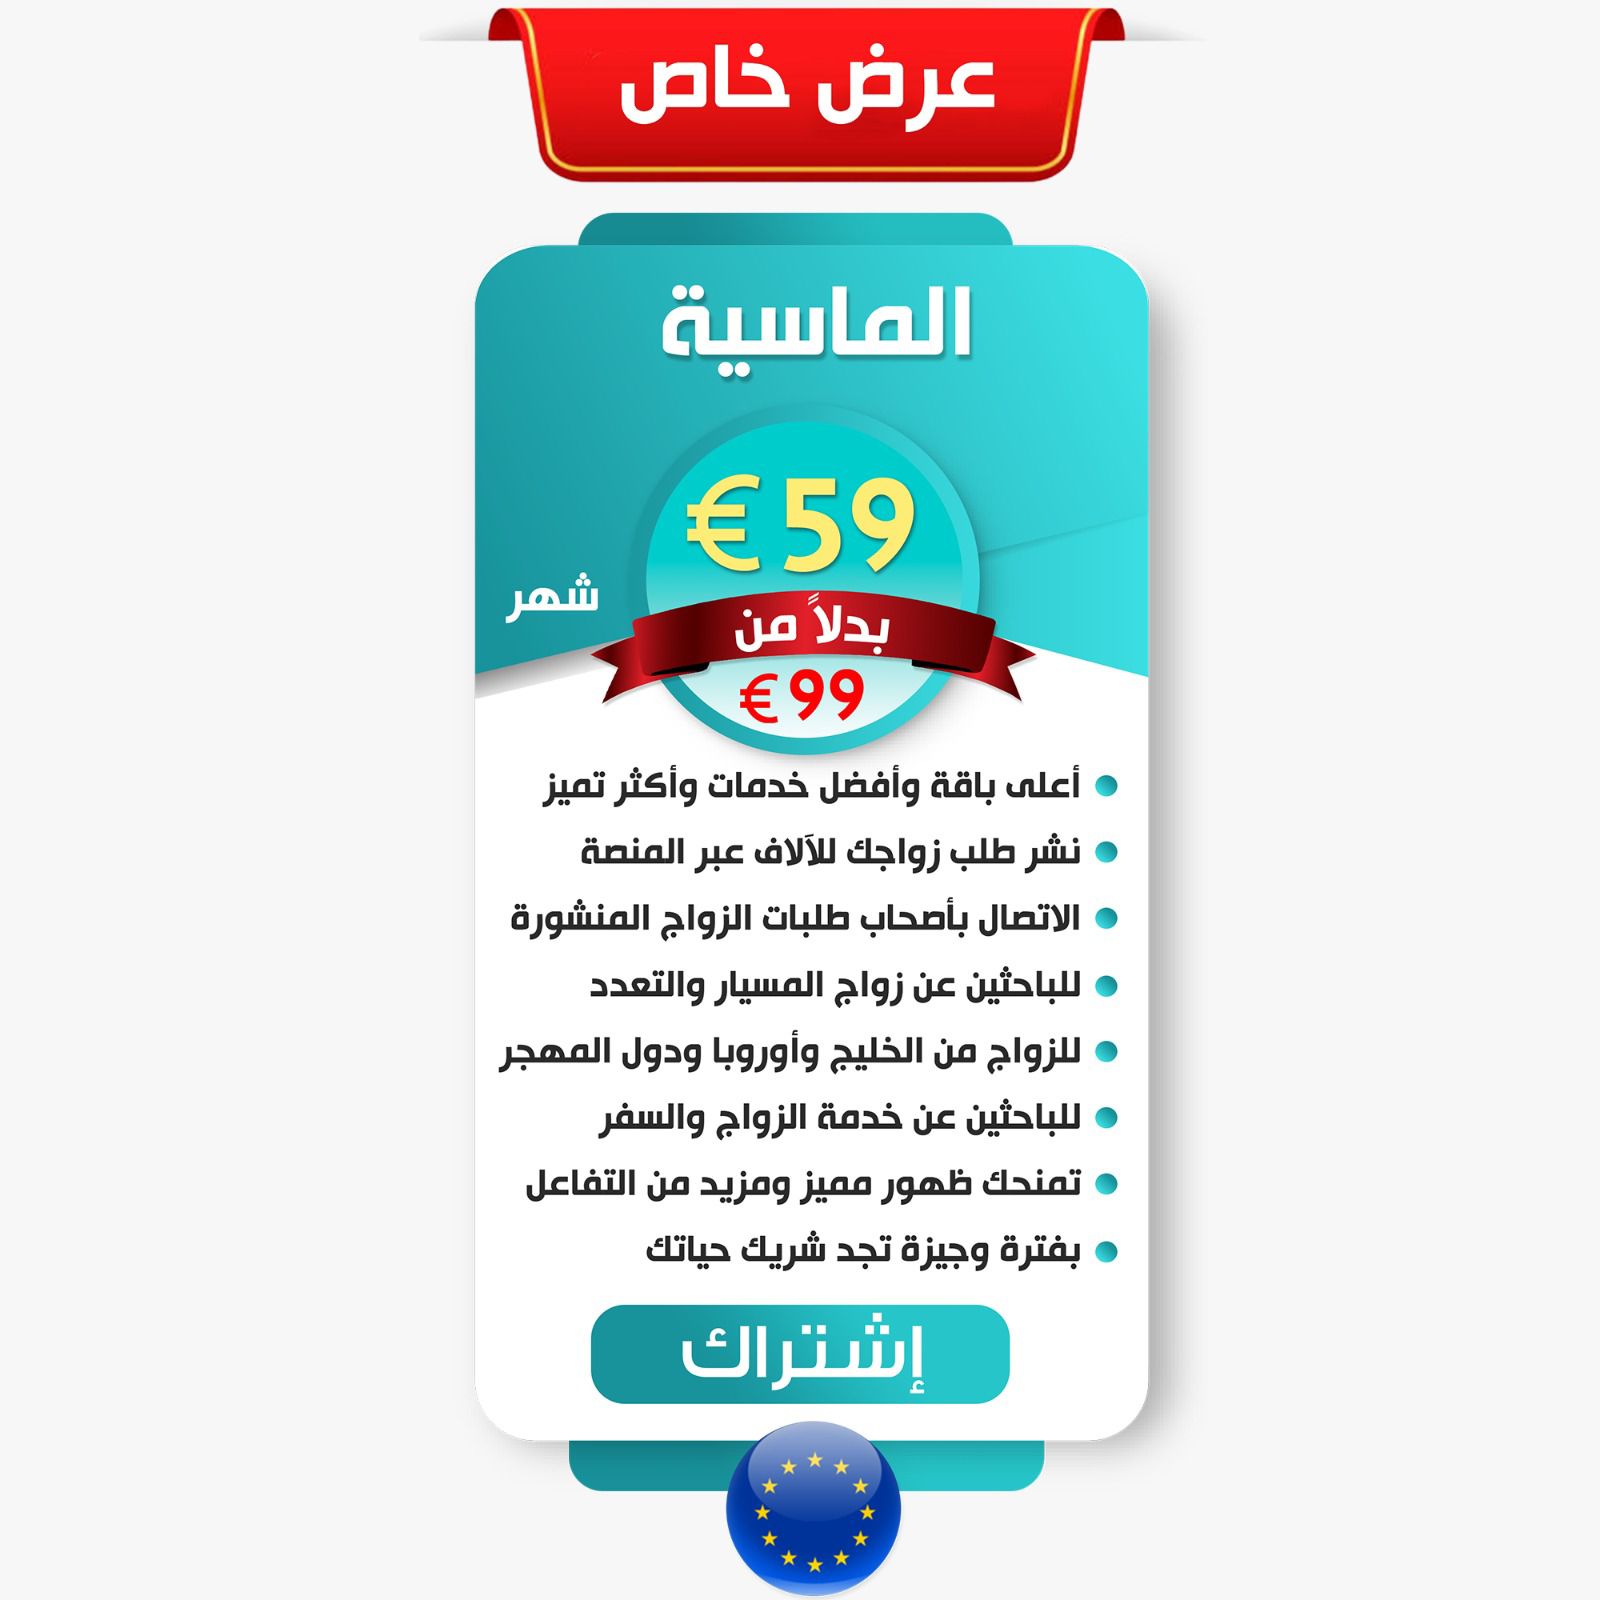 عرض خاص
الماسية
59 €
شهر
بدلاً من
99 €
أعلى باقة وأفضل خدمات وأكثر تميز
نشر طلب زواجك للآلاف عبر المنصة
الاتصال بأصحاب طلبات الزواج المنشورة
للباحثين عن زواج المسيار والتعدد
للزواج من الخليج وأوروبا ودول المهجر
للباحثين عن خدمة الزواج والسفر
تمنحك ظهور مميز ومزيد من التفاعل
بفترة وجيزة تجد شريك حياتك
إشتراك